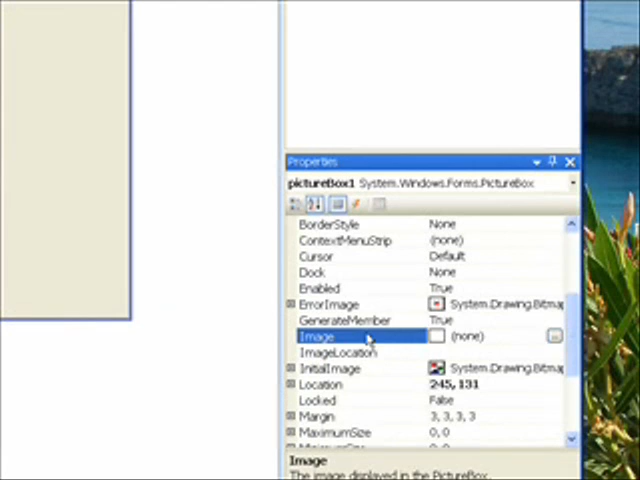 Properties
pictureBox1 System.Windows.Forms.PictureBox
BorderStyle None
ContextMenuStrip (none)
Cursor Default
Dock None
Enabled True
ErrorImage System.Drawing.Bitmap
GenerateMember True
Image (none)
ImageLocation
InitialImage System.Drawing.Bitmap
Location 245, 131
Locked False
Margin 3, 3, 3, 3
MaximumSize 0, 0
Image
The image displayed in the PictureBox.